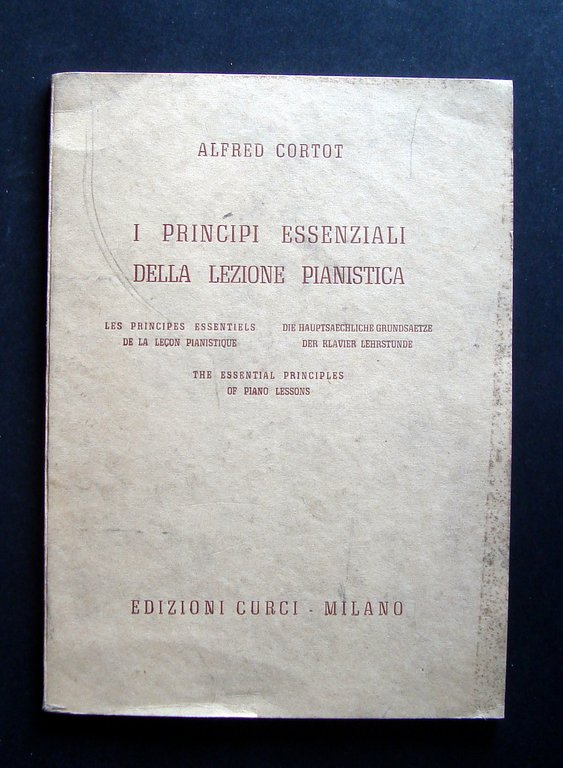 ALFRED CORTOT
I PRINCIPI ESSENZIALI
DELLA LEZIONE PIANISTICA
LES PRINCIPES ESSENTIELS
DE LA LEÇON PIANISTIQUE
DIE HAUPTSAECHLICHE GRUNDSAETZE
DER KLAVIER LEHRSTUNDE
THE ESSENTIAL PRINCIPLES
OF PIANO LESSONS
EDIZIONI CURCI - MILANO